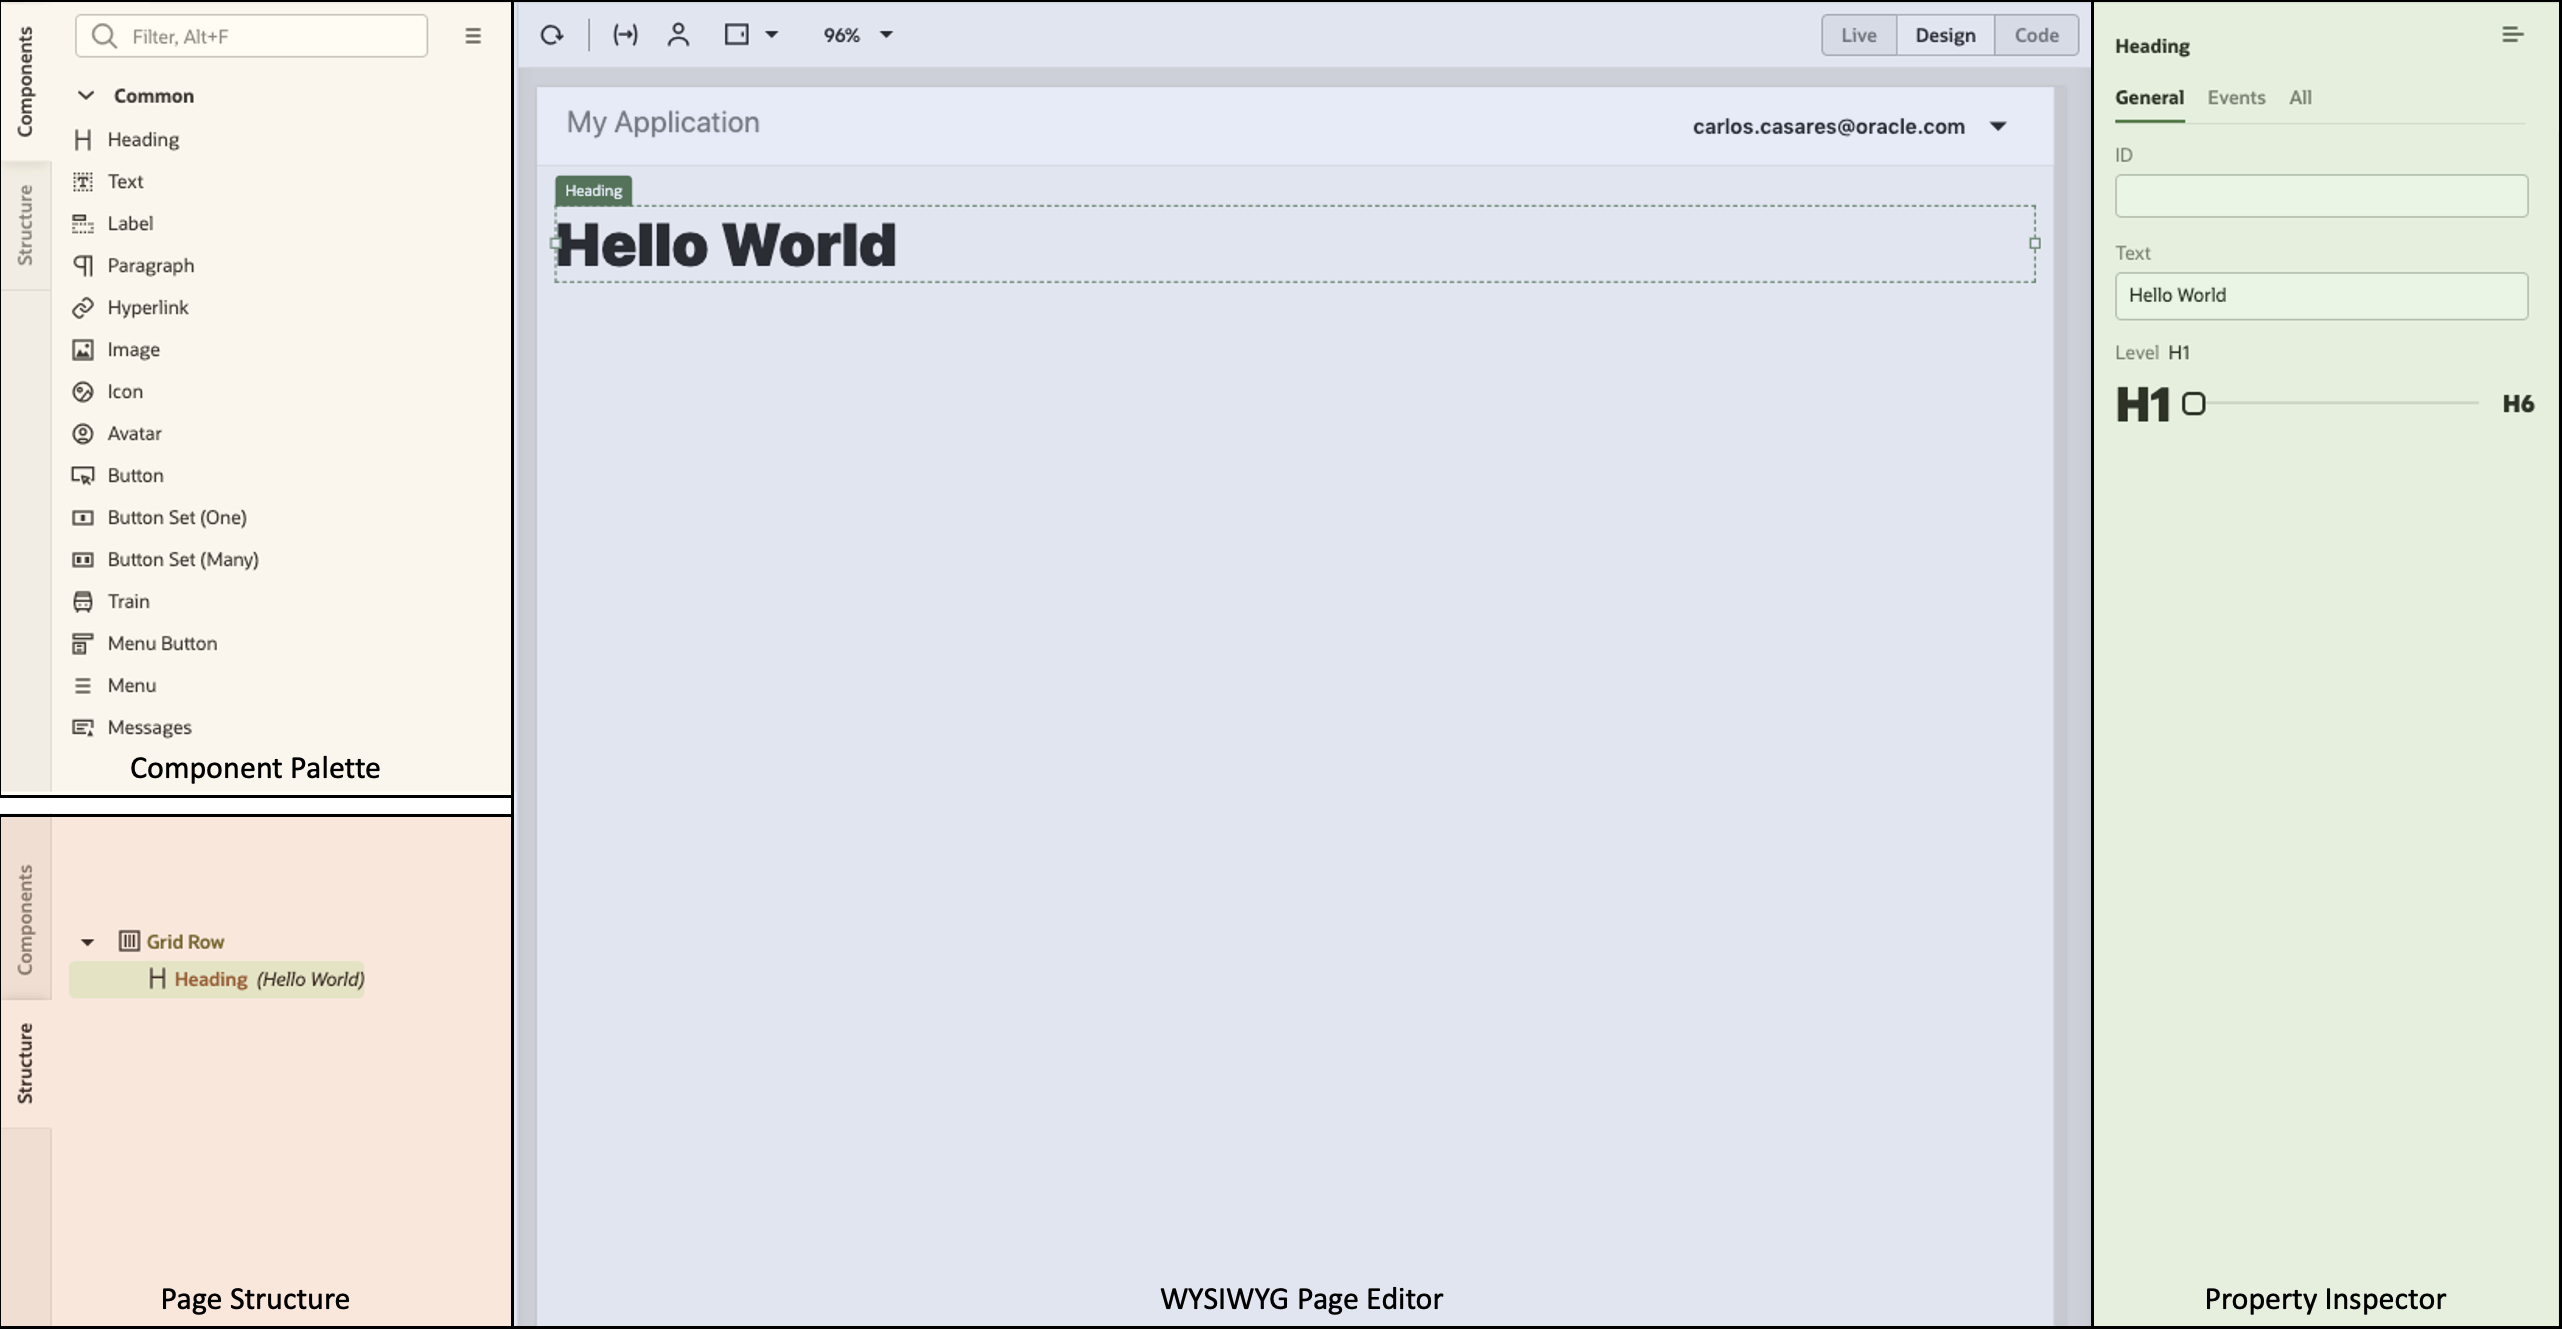 Components
Structure
Filter, Alt+F
Common
Heading
Text
Label
Paragraph
Hyperlink
Image
Icon
Avatar
Button
Button Set (One)
Button Set (Many)
Train
Menu Button
Menu
Messages
Component Palette
Components
Structure
Grid Row
Heading (Hello World)
Page Structure
96%
Live Design Code
My Application
carlos.casares@oracle.com
Heading
Hello World
WYSIWYG Page Editor
Heading
General Events All
ID
Text
Hello World
Level H1
H1 H6
Property Inspector